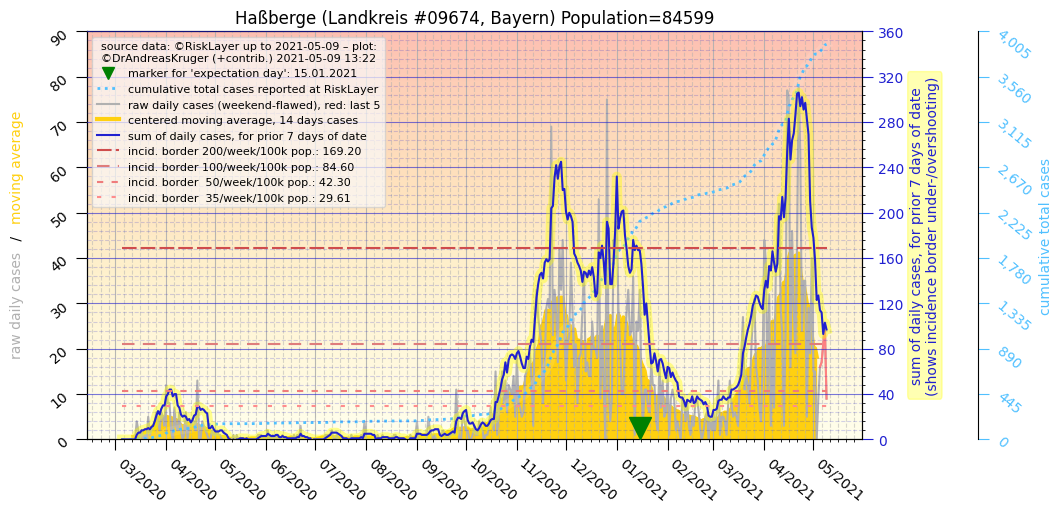 Haßberge (Landkreis #09674, Bayern) Population=84599
source data: ©RiskLayer up to 2021-05-09 – plot:
©DrAndreasKruger (+contrib.) 2021-05-09 13:22
marker for 'expectation day': 15.01.2021
cumulative total cases reported at RiskLayer
raw daily cases (weekend-flawed), red: last 5
centered moving average, 14 days cases
sum of daily cases, for prior 7 days of date
incid. border 200/week/100k pop.: 169.20
incid. border 100/week/100k pop.: 84.60
incid. border  50/week/100k pop.: 42.30
incid. border  35/week/100k pop.: 29.61
raw daily cases / moving average
90
80
70
60
50
40
30
20
10
0
03/2020
04/2020
05/2020
06/2020
07/2020
08/2020
09/2020
10/2020
11/2020
12/2020
01/2021
02/2021
03/2021
04/2021
05/2021
360
320
280
240
200
160
120
80
40
0
sum of daily cases, for prior 7 days of date
(shows incidence border under-/overshooting)
4,005
3,560
3,115
2,670
2,225
1,780
1,335
890
445
0
cumulative total cases